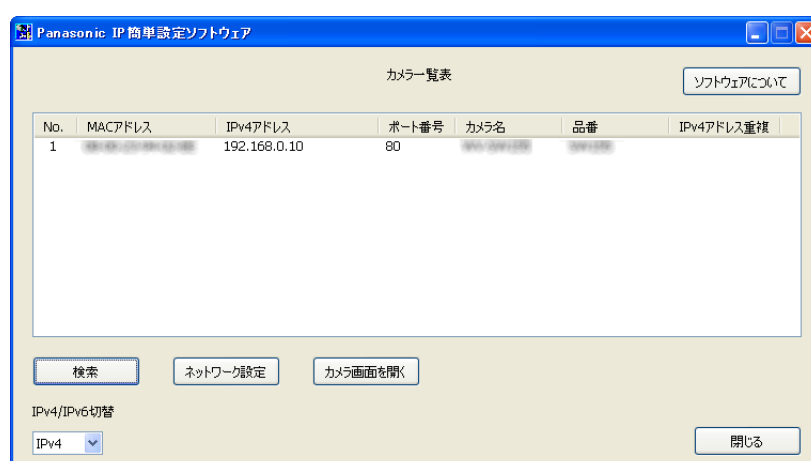 Panasonic IP簡単設定ソフトウェア
カメラ一覧表
ソフトウェアについて
No. MACアドレス IPv4アドレス ポート番号 カメラ名 品番 IPv4アドレス重複
1 192.168.0.10 80
検索 ネットワーク設定 カメラ画面を開く
IPv4/IPv6切替
IPv4 閉じる